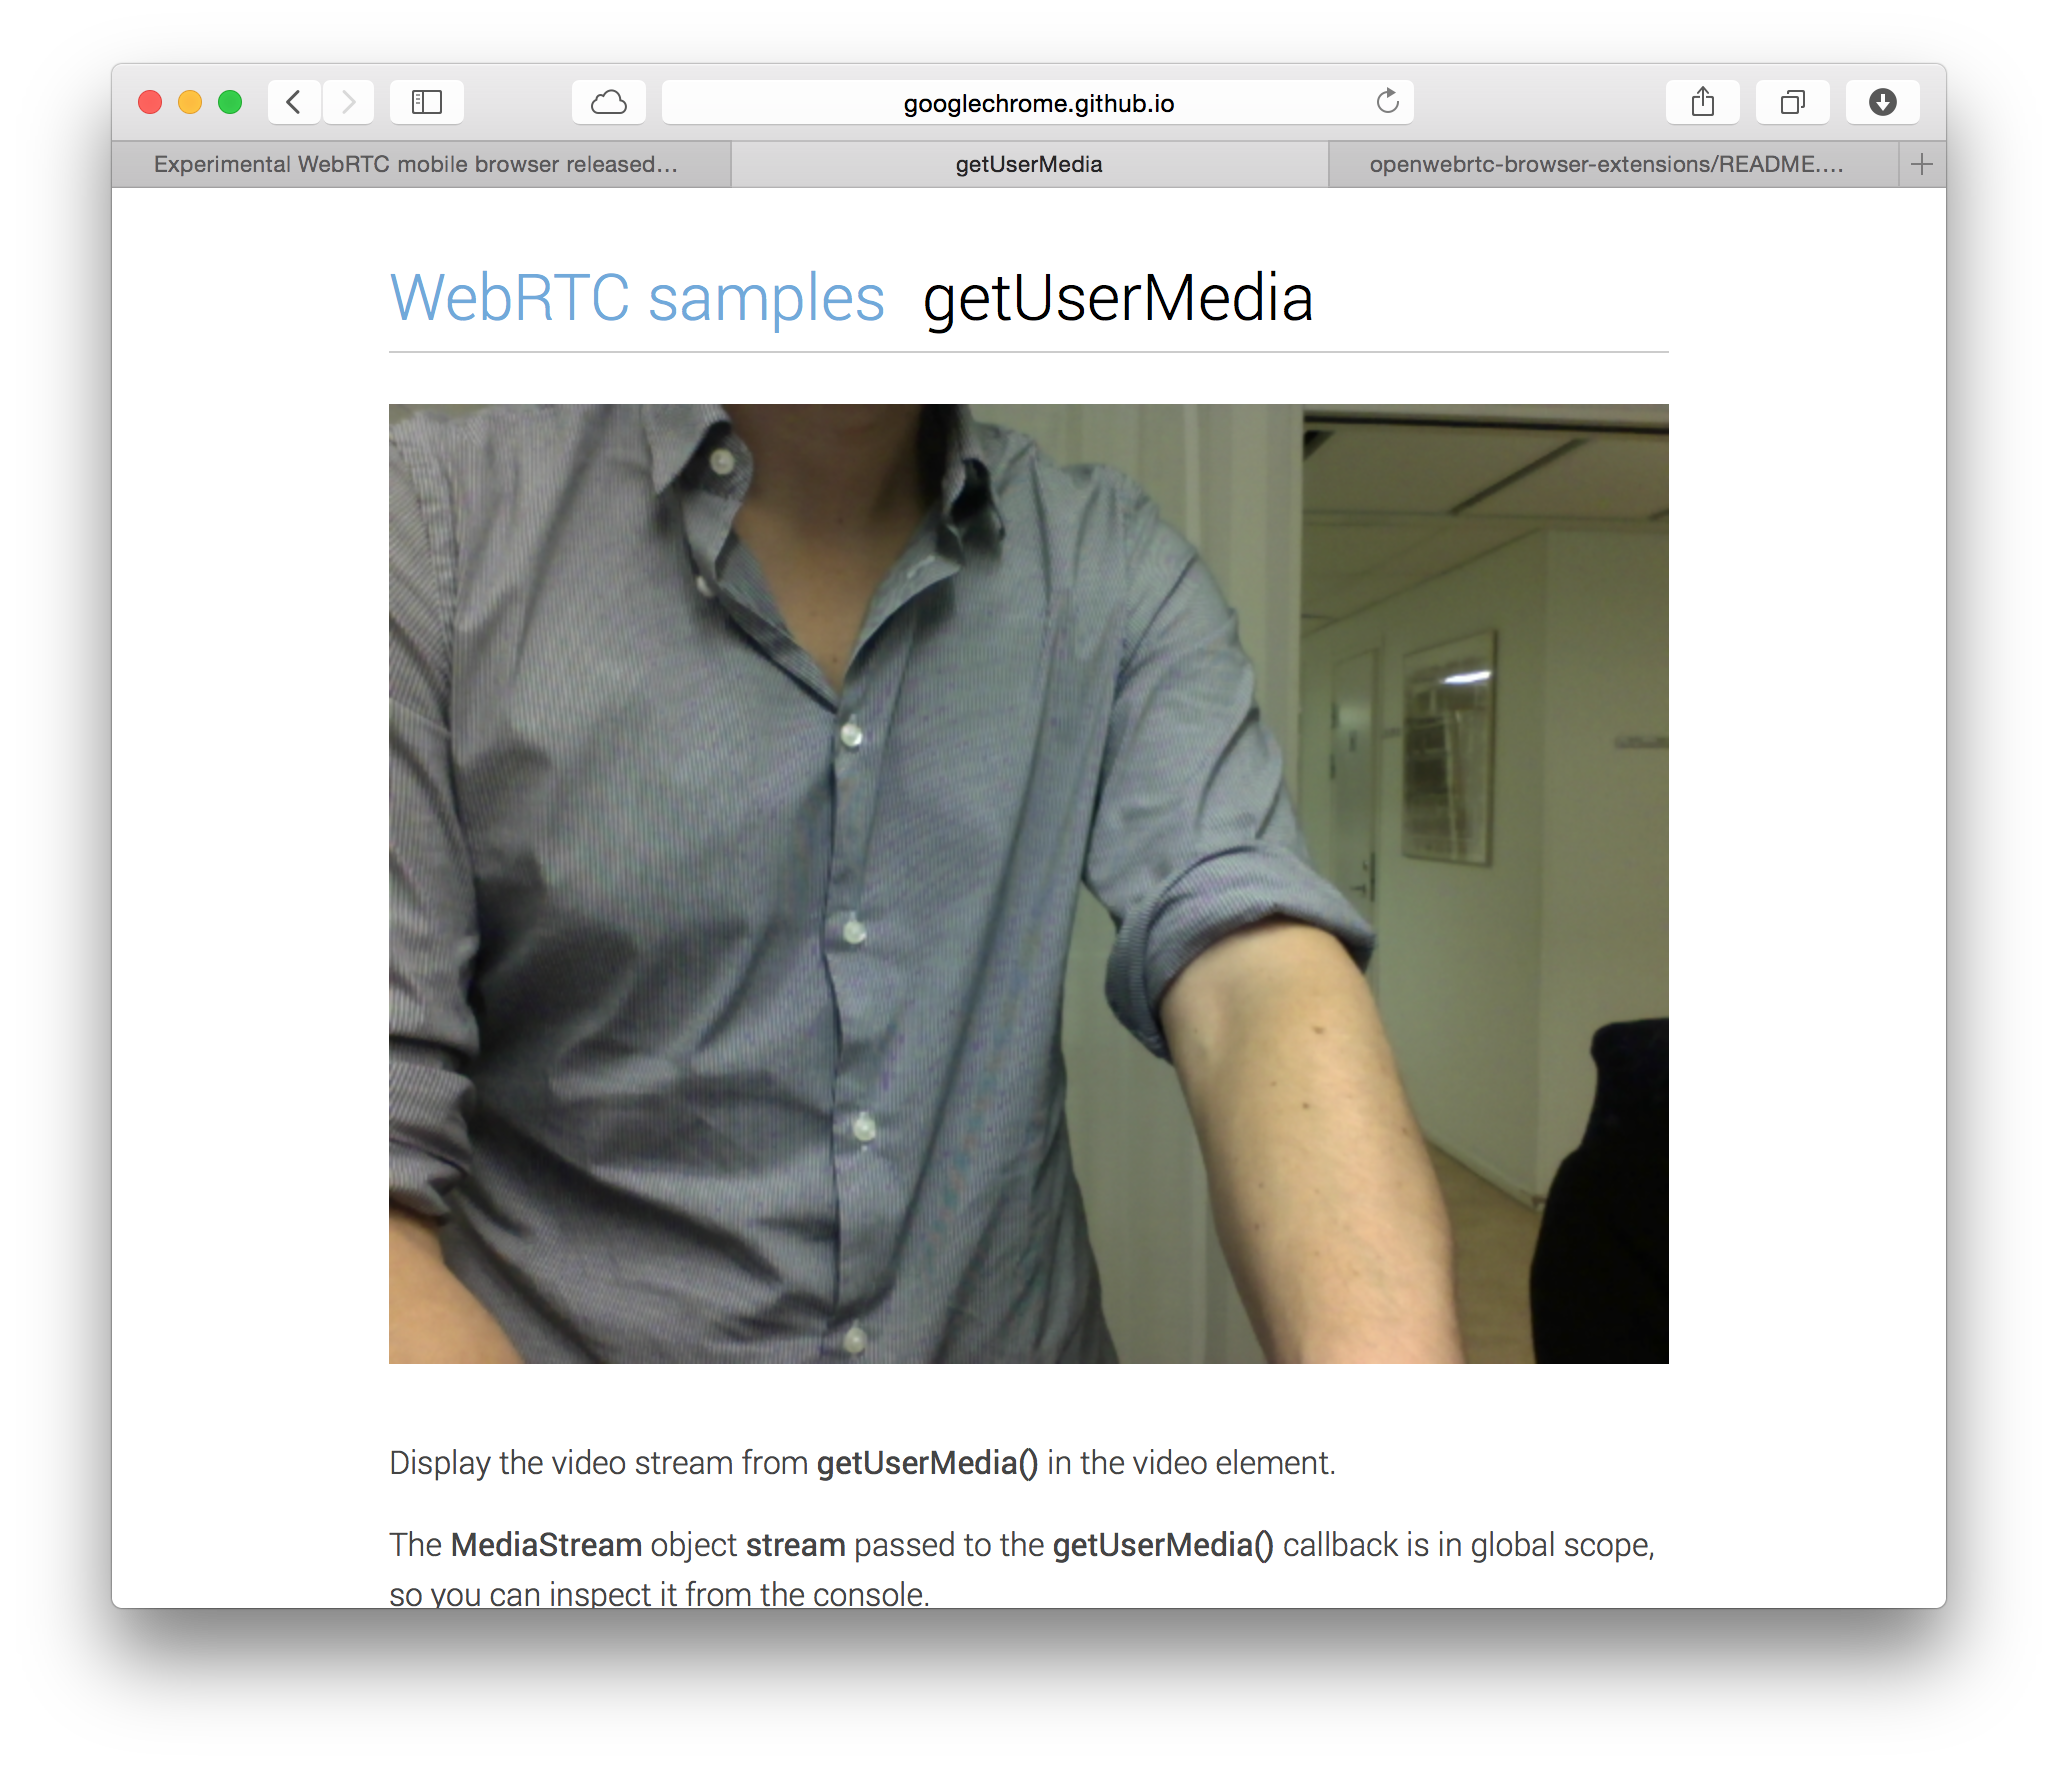 googlechrome.github.io
Experimental WebRTC mobile browser released...
getUserMedia
openwebrtc-browser-extensions/README....
WebRTC samples getUserMedia
Display the video stream from getUserMedia() in the video element.
The MediaStream object stream passed to the getUserMedia() callback is in global scope,
so you can inspect it from the console.